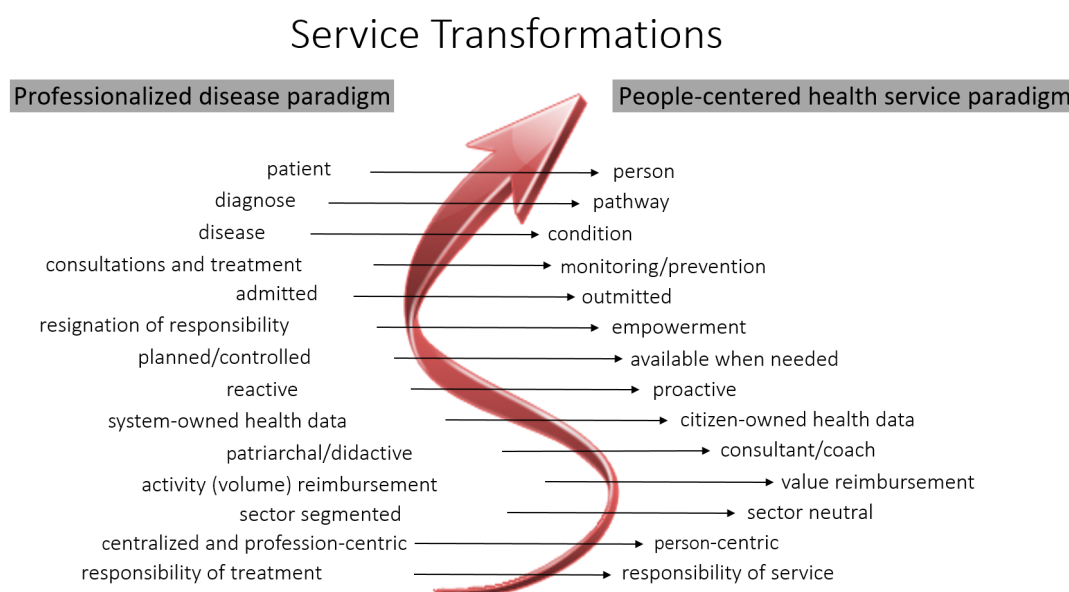 Service Transformations
Professionalized disease paradigm
People-centered health service paradigm
patient
person
diagnose
pathway
disease
condition
consultations and treatment
monitoring/prevention
admitted
outmitted
resignation of responsibility
empowerment
planned/controlled
available when needed
reactive
proactive
system-owned health data
citizen-owned health data
patriarchal/didactive
consultant/coach
activity (volume) reimbursement
value reimbursement
sector segmented
sector neutral
centralized and profession-centric
person-centric
responsibility of treatment
responsibility of service